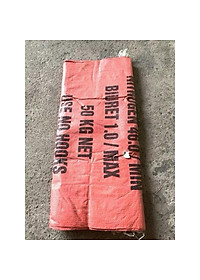 NITROGEN 46.0% MIN
BIURET 1.0 / MAX
50 KG NET
USE NO HOOKS